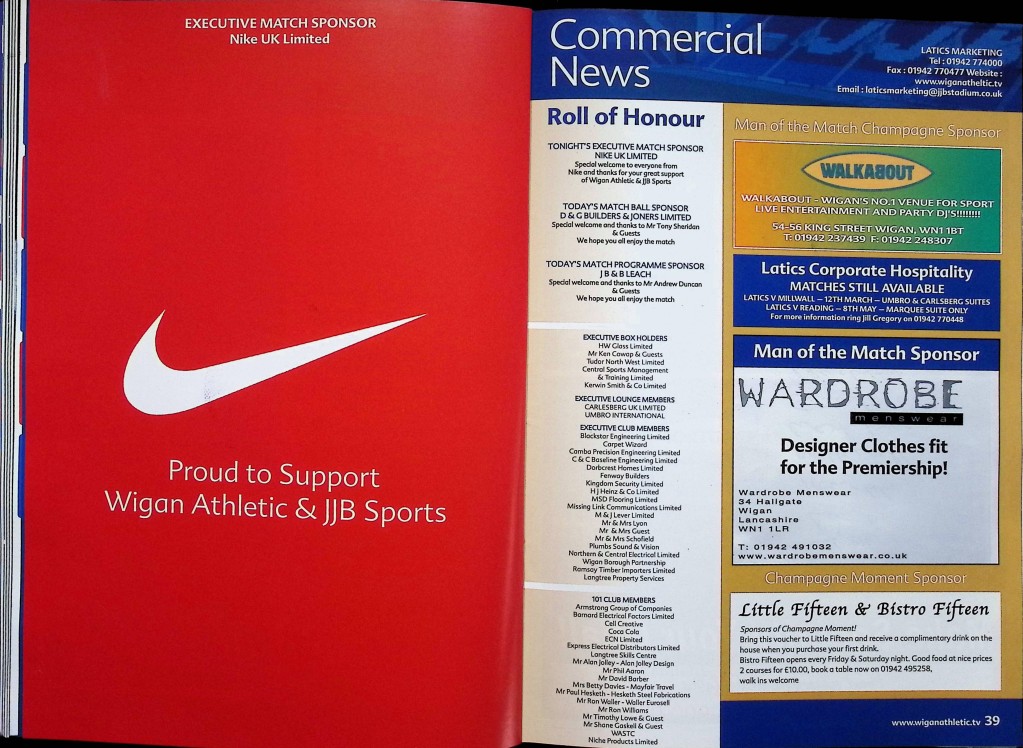 EXECUTIVE MATCH SPONSOR
Nike UK Limited
Proud to Support
Wigan Athletic & JJB Sports
Commercial
News
LATICS MARKETING
Tel : 01942 774000
Fax : 01942 770477 Website :
www.wiganatheltic.tv
Email : laticsmarketing@jjbstadium.co.uk
Roll of Honour
TONIGHT'S EXECUTIVE MATCH SPONSOR
NIKE UK LIMITED
Special welcome to everyone from
Nike and thanks for your great support
of Wigan Athletic & JJB Sports
TODAY'S MATCH BALL SPONSOR
D & G BUILDERS & JONERS LIMITED
Special welcome and thanks to Mr Tony Sheridan
& Guests
We hope you all enjoy the match
TODAY'S MATCH PROGRAMME SPONSOR
J B & B LEACH
Special welcome and thanks to Mr Andrew Duncan
& Guests
We hope you all enjoy the match
EXECUTIVE BOX HOLDERS
HW Glass Limited
Mr Ken Cowap & Guests
Tudor North West Limited
Central Sports Management
& Training Limited
Kerwin Smith & Co Limited
EXECUTIVE LOUNGE MEMBERS
CARLESBERG UK LIMITED
UMBRO INTERNATIONAL
EXECUTIVE CLUB MEMBERS
Blackstar Engineering Limited
Carpet Wizard
Camba Precision Engineering Limited
C & C Baseline Engineering Limited
Dorbcrest Homes Limited
Fenway Builders
Kingdom Security Limited
H J Heinz & Co Limited
MSD Flooring Limited
Missing Link Communications Limited
M & J Lever Limited
Mr & Mrs Lyon
Mr & Mrs Guest
Mr & Mrs Schofield
Plumbs Sound & Vision
Northern & Central Electrical Limited
Wigan Borough Partnership
Ramsay Timber Importers Limited
Langtree Property Services
101 CLUB MEMBERS
Armstrong Group of Companies
Barnard Electrical Factors Limited
Cell Creative
Coca Cola
ECN Limited
Express Electrical Distributors Limited
Langtree Skills Centre
Mr Alan Jolley - Alan Jolley Design
Mr Phil Aaron
Mr David Barber
Mrs Betty Davies - Mayfair Travel
Mr Paul Hesketh - Hesketh Steel Fabrications
Mr Ron Waller - Waller Eurosell
Mr Ron Williams
Mr Timothy Lowe & Guest
Mr Shane Gaskell & Guest
WASTC
Niche Products Limited
Man of the Match Champagne Sponsor
WALKABOUT
WALKABOUT - WIGAN'S NO.1 VENUE FOR SPORT
LIVE ENTERTAINMENT AND PARTY DJ'S!!!!!!!!
54-56 KING STREET WIGAN, WN1 1BT
T: 01942 237439 F: 01942 248307
Latics Corporate Hospitality
MATCHES STILL AVAILABLE
LATICS V MILLWALL – 12TH MARCH – UMBRO & CARLSBERG SUITES
LATICS V READING – 8TH MAY – MARQUEE SUITE ONLY
For more information ring Jill Gregory on 01942 770448
Man of the Match Sponsor
WARDROBE
menswear
Designer Clothes fit
for the Premiership!
Wardrobe Menswear
34 Hallgate
Wigan
Lancashire
WN1 1LR
T: 01942 491032
www.wardrobemenswear.co.uk
Champagne Moment Sponsor
Little Fifteen & Bistro Fifteen
Sponsors of Champagne Moment!
Bring this voucher to Little Fifteen and receive a complimentary drink on the
house when you purchase your first drink.
Bistro Fifteen opens every Friday & Saturday night. Good food at nice prices
2 courses for £10.00, book a table now on 01942 495258,
walk ins welcome
www.wiganathletic.tv 39